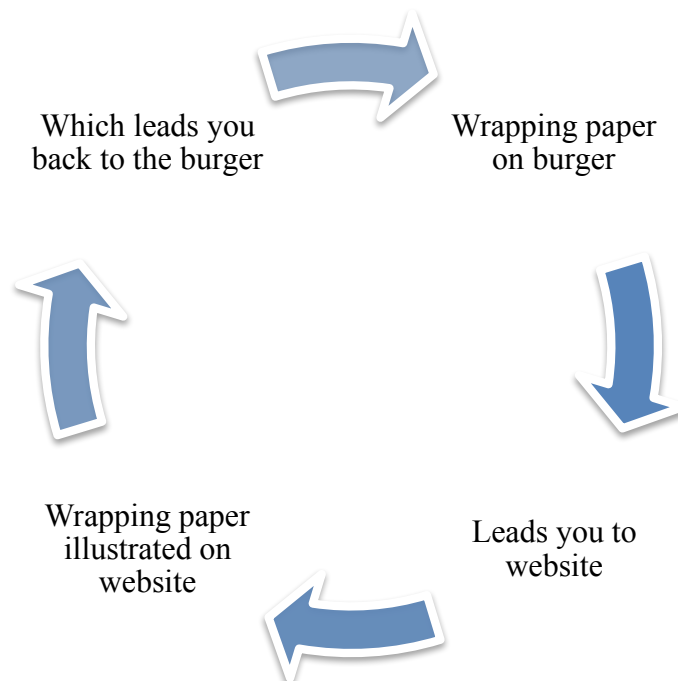 Which leads you
back to the burger
Wrapping paper
on burger
Wrapping paper
illustrated on
website
Leads you to
website